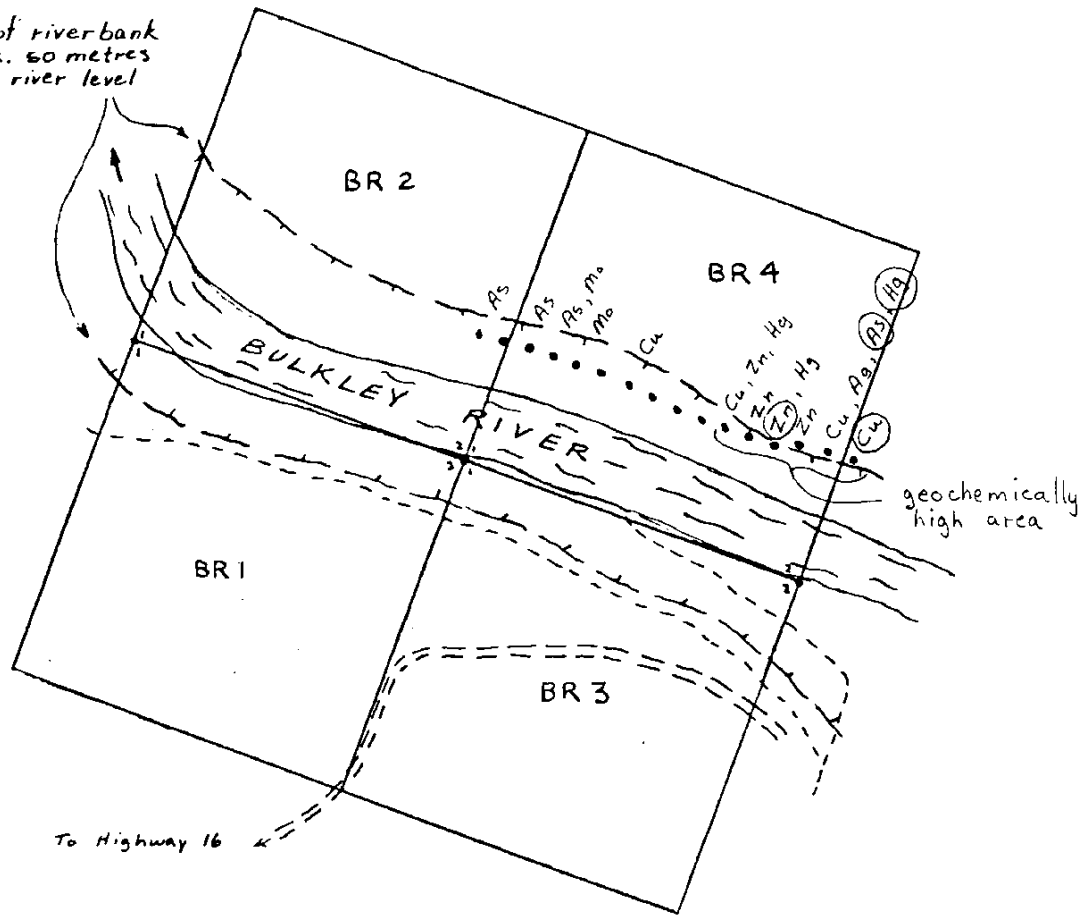 of riverbank
50 metres
river level
BR 2
BR 4
As
As
As, Mo
Mo
Cu
Cu, Zn, Hg
Zn
Zn, Hg
Zn
Cu, Ag, As, Hg
Cu
BULKLEY RIVER
geochemically
high area
BR 1
BR 3
To Highway 16